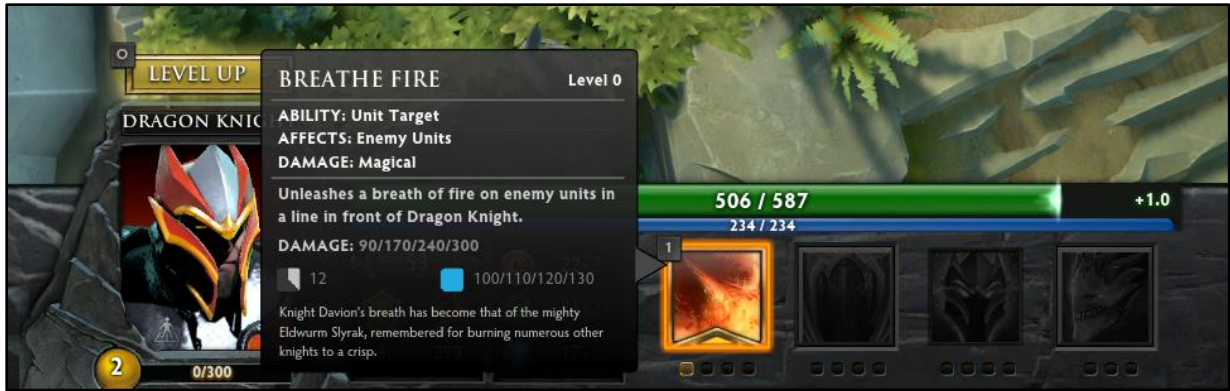 O
LEVEL UP
BREATHE FIRE Level 0
DRAGON KNIG
ABILITY: Unit Target
AFFECTS: Enemy Units
DAMAGE: Magical
Unleashes a breath of fire on enemy units in
a line in front of Dragon Knight.
506 / 587 +1.0
234 / 234
DAMAGE: 90/170/240/300
1
12 100/110/120/130
Knight Davion's breath has become that of the mighty
Eldwurm Slyrak, remembered for burning numerous other
knights to a crisp.
2 0/300